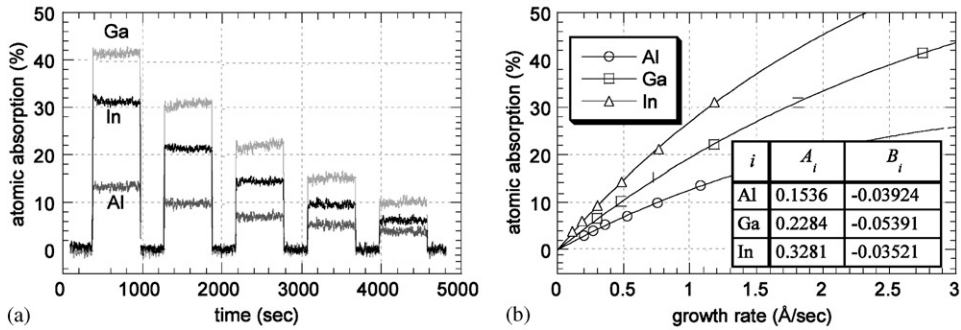 50
40
30
20
10
0
atomic absorption (%)
Ga
In
Al
0 1000 2000 3000 4000 5000
time (sec)
(a)
50
40
30
20
10
0
atomic absorption (%)
Al
Ga
In
i A_i B_i
Al 0.1536 -0.03924
Ga 0.2284 -0.05391
In 0.3281 -0.03521
0 0.5 1 1.5 2 2.5 3
growth rate (Å/sec)
(b)